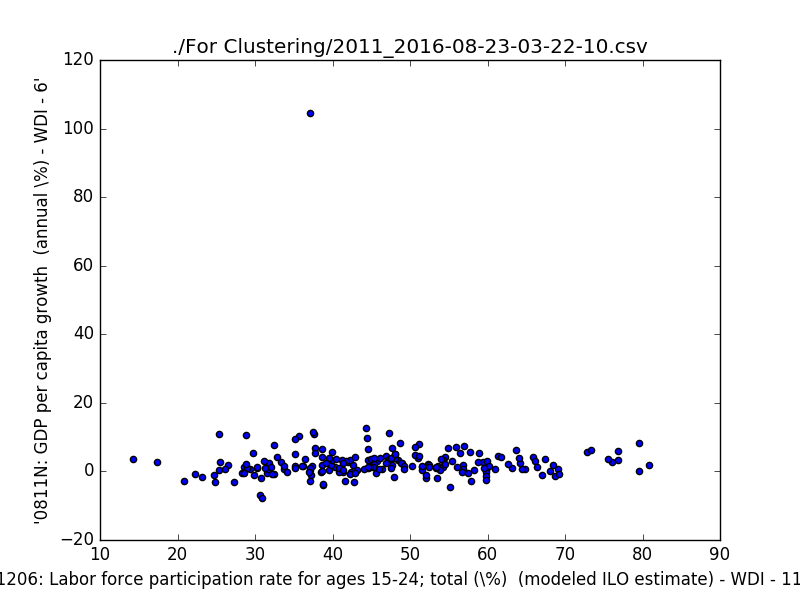 ./For Clustering/2011_2016-08-23-03-22-10.csv
'0811N: GDP per capita growth  (annual \%) - WDI - 6'
120
100
80
60
40
20
0
−20
10 20 30 40 50 60 70 80 90
1206: Labor force participation rate for ages 15-24; total (\%)  (modeled ILO estimate) - WDI - 11